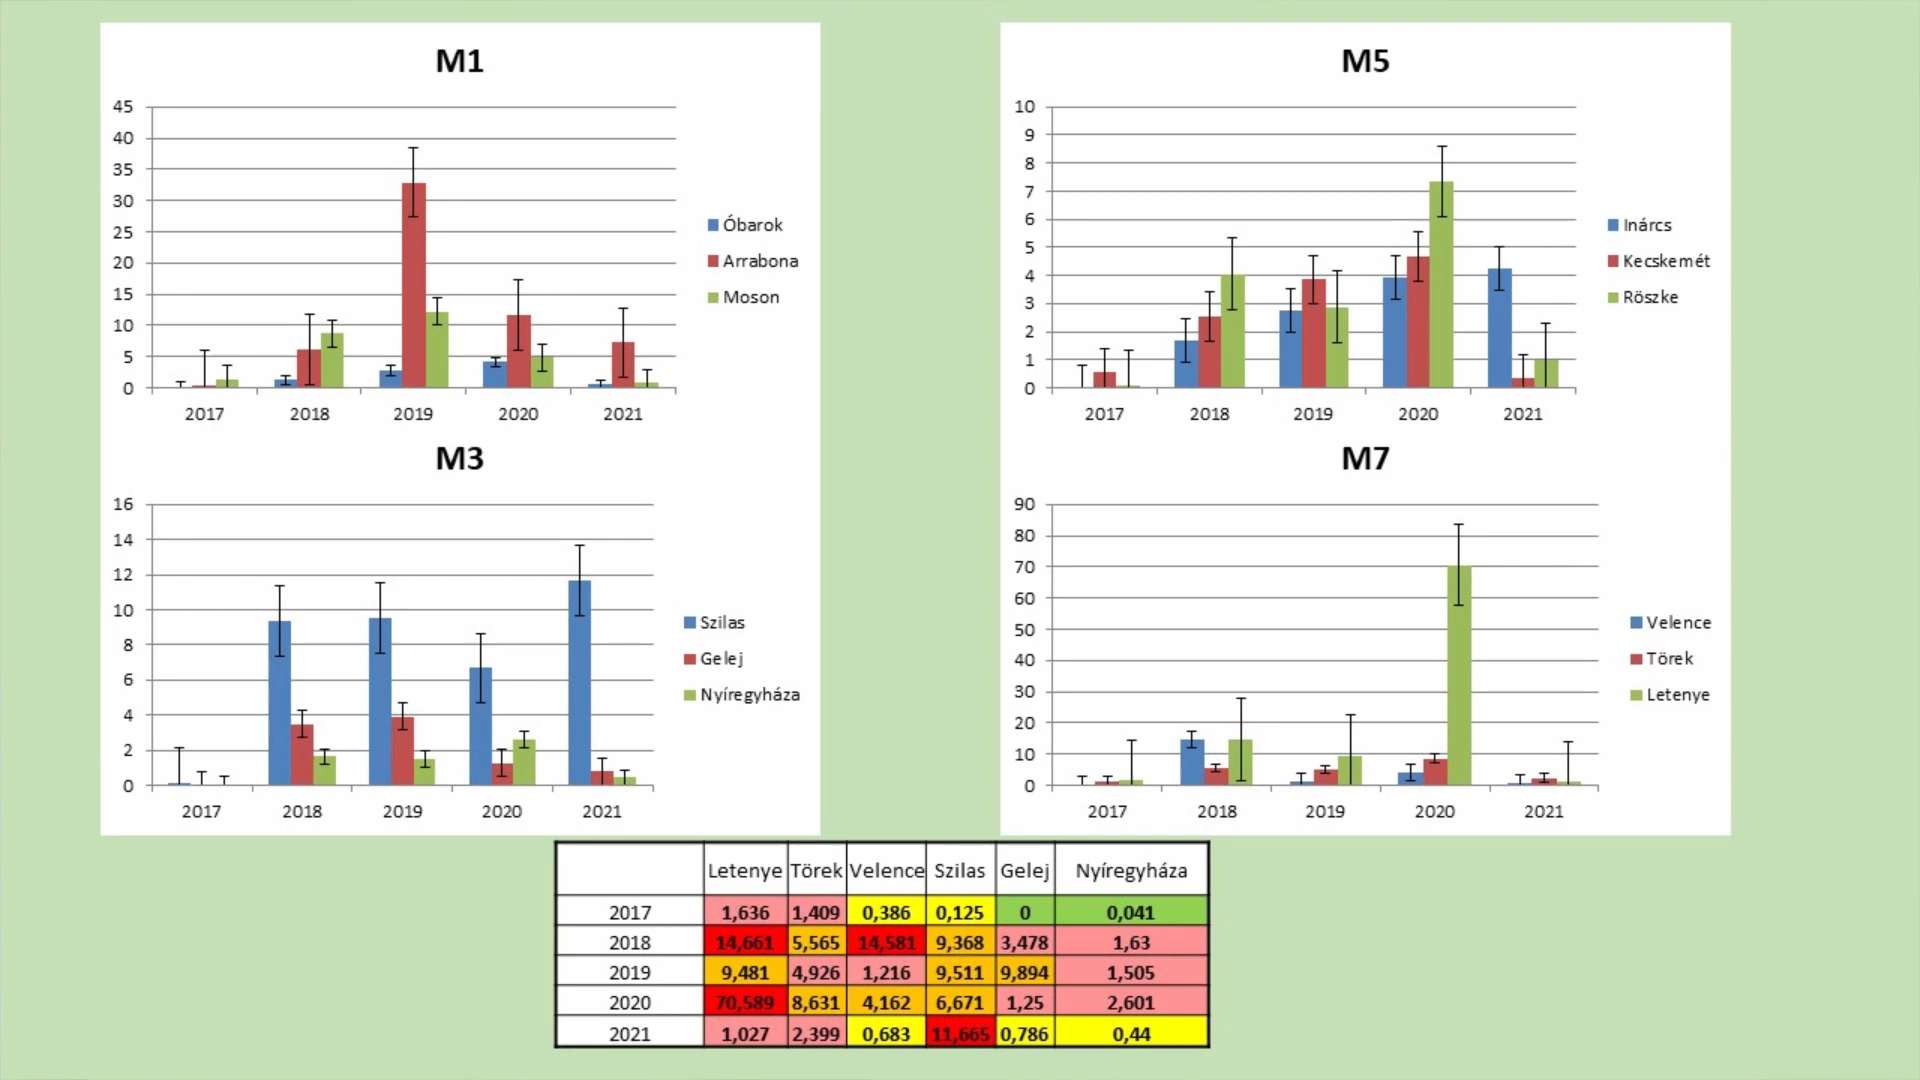 M1
45
40
35
30
25
20
15
10
5
0
2017 2018 2019 2020 2021
Óbarok
Arrabona
Moson
M5
10
9
8
7
6
5
4
3
2
1
0
2017 2018 2019 2020 2021
Inárcs
Kecskemét
Röszke
M3
16
14
12
10
8
6
4
2
0
2017 2018 2019 2020 2021
Szilas
Gelej
Nyíregyháza
M7
90
80
70
60
50
40
30
20
10
0
2017 2018 2019 2020 2021
Velence
Törek
Letenye
Letenye Törek Velence Szilas Gelej Nyíregyháza
2017 1,636 1,409 0,386 0,125 0 0,041
2018 14,661 5,565 14,581 9,368 3,478 1,63
2019 9,481 4,926 1,216 9,511 9,894 1,505
2020 70,589 8,631 4,162 6,671 1,25 2,601
2021 1,027 2,399 0,683 11,665 0,786 0,44